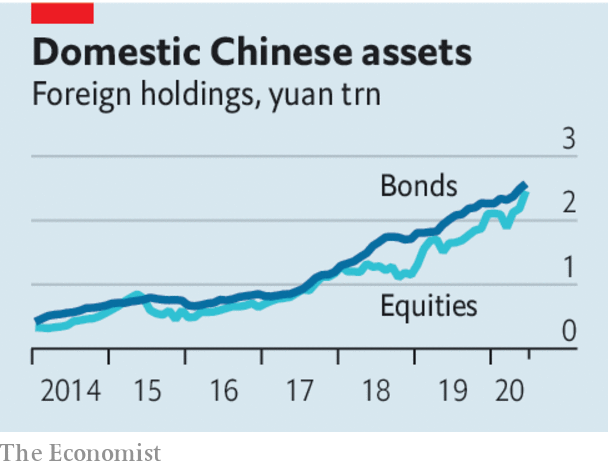 Domestic Chinese assets
Foreign holdings, yuan trn
3
Bonds
2
1
Equities
0
2014 15 16 17 18 19 20
The Economist